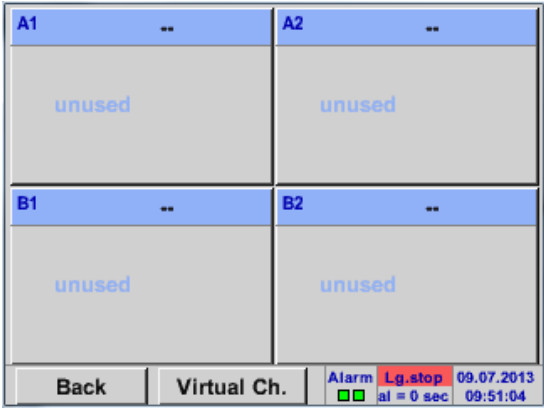 A1 -- A2 --
unused unused
B1 -- B2 --
unused unused
Back Virtual Ch. Alarm Lg.stop 09.07.2013
al = 0 sec 09:51:04